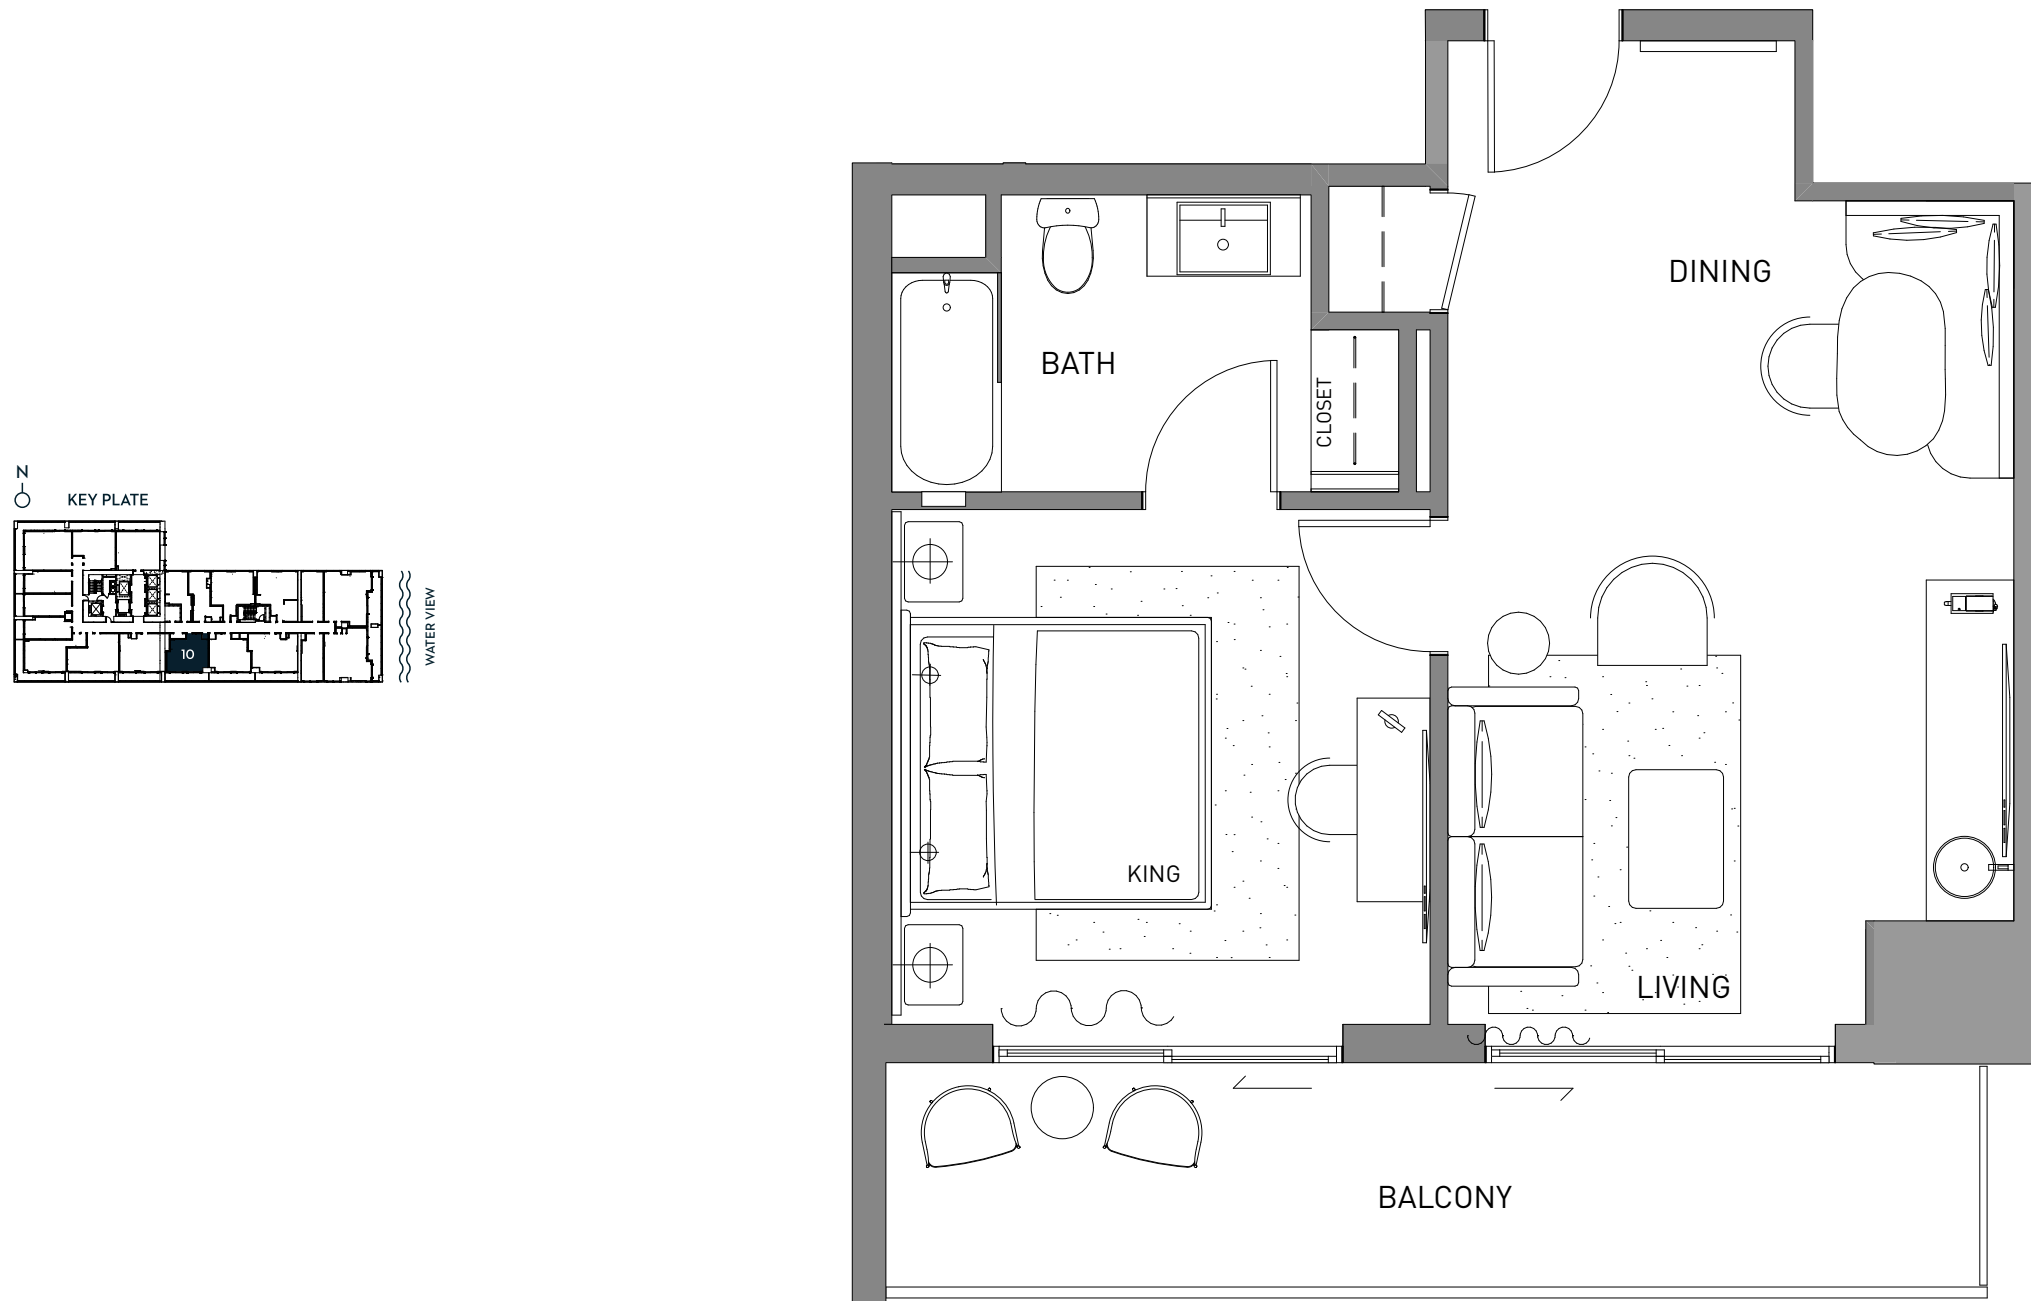 DINING
BATH
CLOSET
N
KEY PLATE
WATER VIEW
10
KING
LIVING
BALCONY